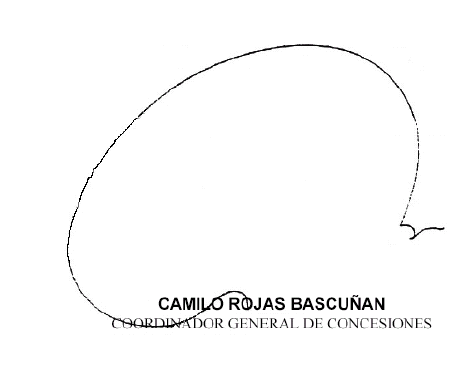 CAMILO ROJAS BASCUÑAN
COORDINADOR GENERAL DE CONCESIONES